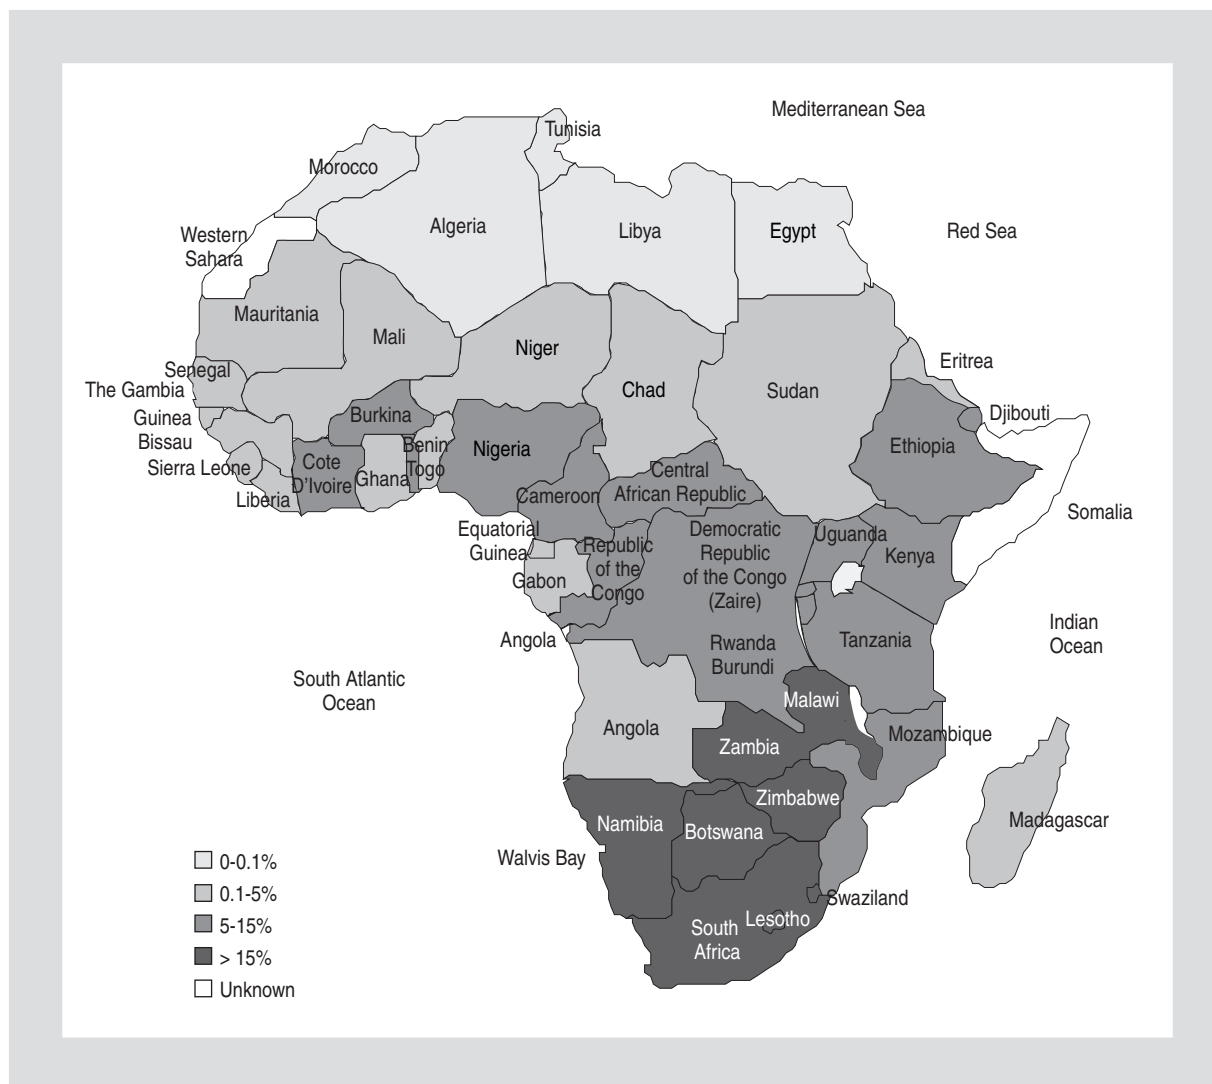 Mediterranean Sea
Tunisia
Morocco
Algeria
Libya
Egypt
Red Sea
Western
Sahara
Mauritania
Mali
Niger
Chad
Sudan
Eritrea
Senegal
The Gambia
Guinea
Bissau
Sierra Leone
Liberia
Burkina
Cote
D'Ivoire
Ghana
Benin
Togo
Nigeria
Cameroon
Central
African Republic
Djibouti
Ethiopia
Somalia
Equatorial
Guinea
Gabon
Republic
of the
Congo
Democratic
Republic
of the Congo
(Zaire)
Uganda
Kenya
Rwanda
Burundi
Tanzania
Indian
Ocean
Angola
South Atlantic
Ocean
Angola
Malawi
Zambia
Mozambique
Zimbabwe
Namibia
Botswana
Madagascar
Walvis Bay
Swaziland
Lesotho
South
Africa
0-0.1%
0.1-5%
5-15%
> 15%
Unknown